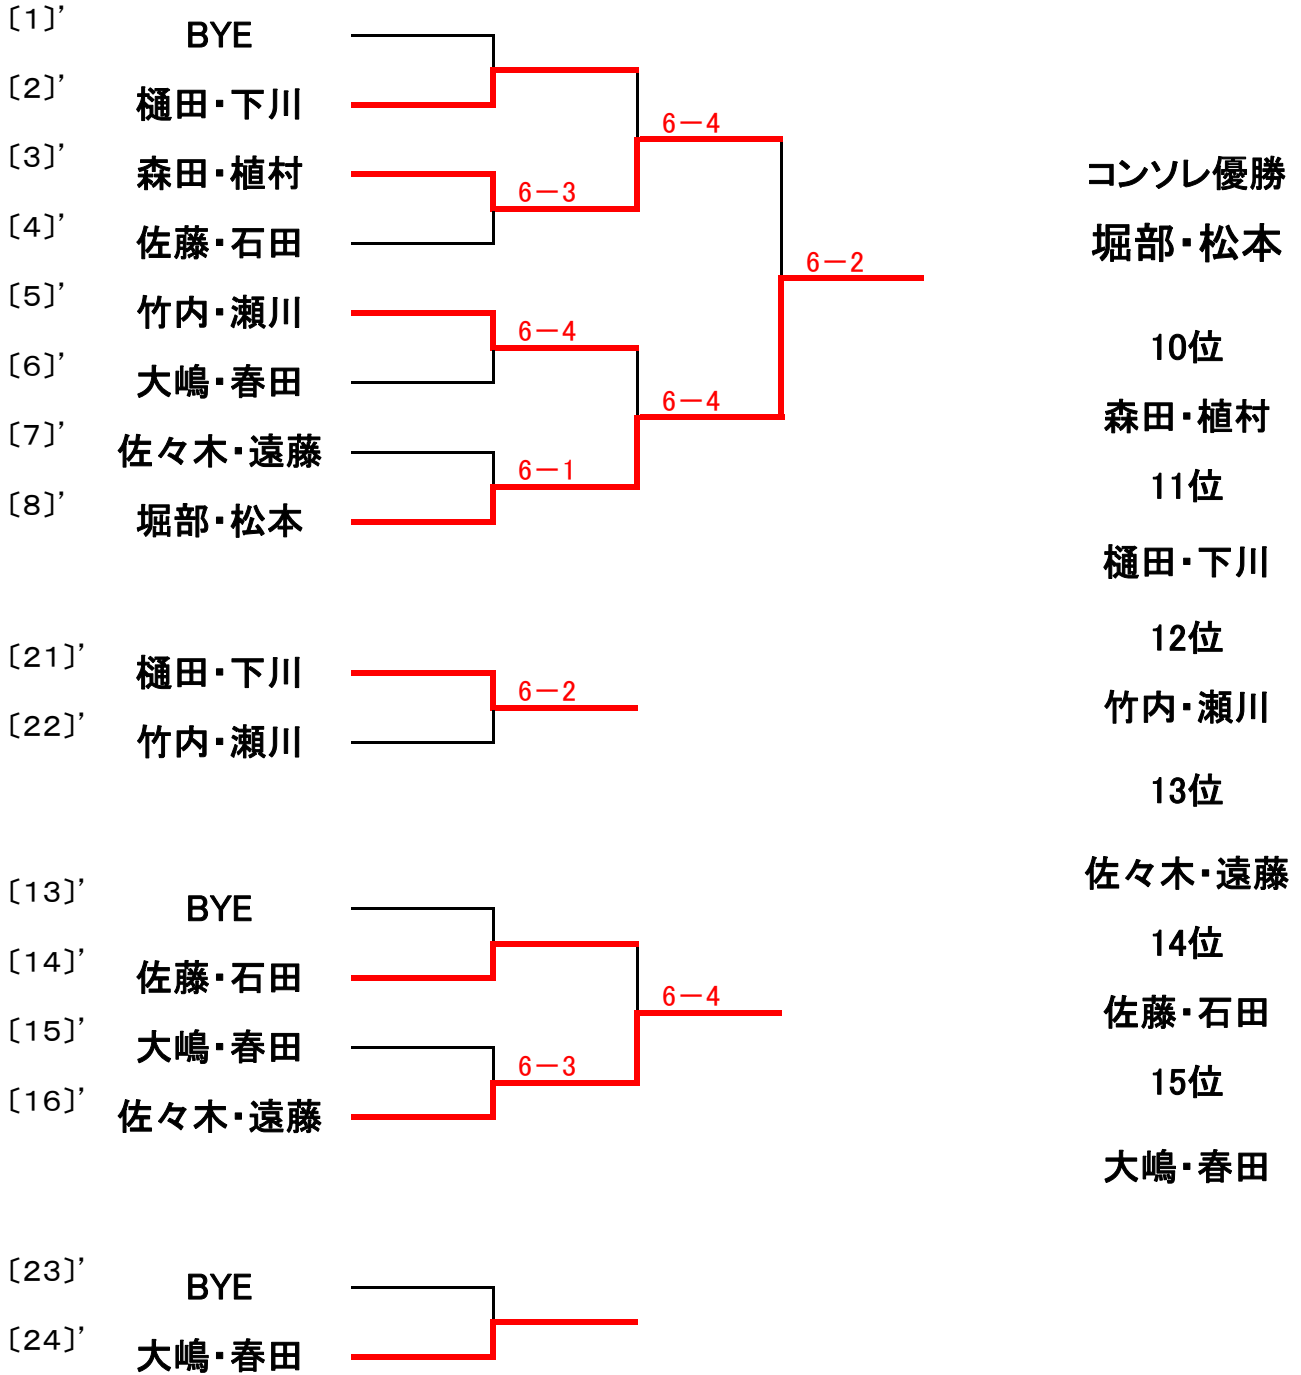 〔1〕’ BYE
〔2〕’ 樋田・下川
6－4
〔3〕’ 森田・植村
6－3
〔4〕’ 佐藤・石田
6－2
〔5〕’ 竹内・瀬川
6－4
〔6〕’ 大嶋・春田
6－4
〔7〕’ 佐々木・遠藤
6－1
〔8〕’ 堀部・松本
〔21〕’ 樋田・下川
6－2
〔22〕’ 竹内・瀬川
〔13〕’ BYE
〔14〕’ 佐藤・石田
6－4
〔15〕’ 大嶋・春田
6－3
〔16〕’ 佐々木・遠藤
〔23〕’ BYE
〔24〕’ 大嶋・春田
コンソレ優勝
堀部・松本
10位
森田・植村
11位
樋田・下川
12位
竹内・瀬川
13位
佐々木・遠藤
14位
佐藤・石田
15位
大嶋・春田